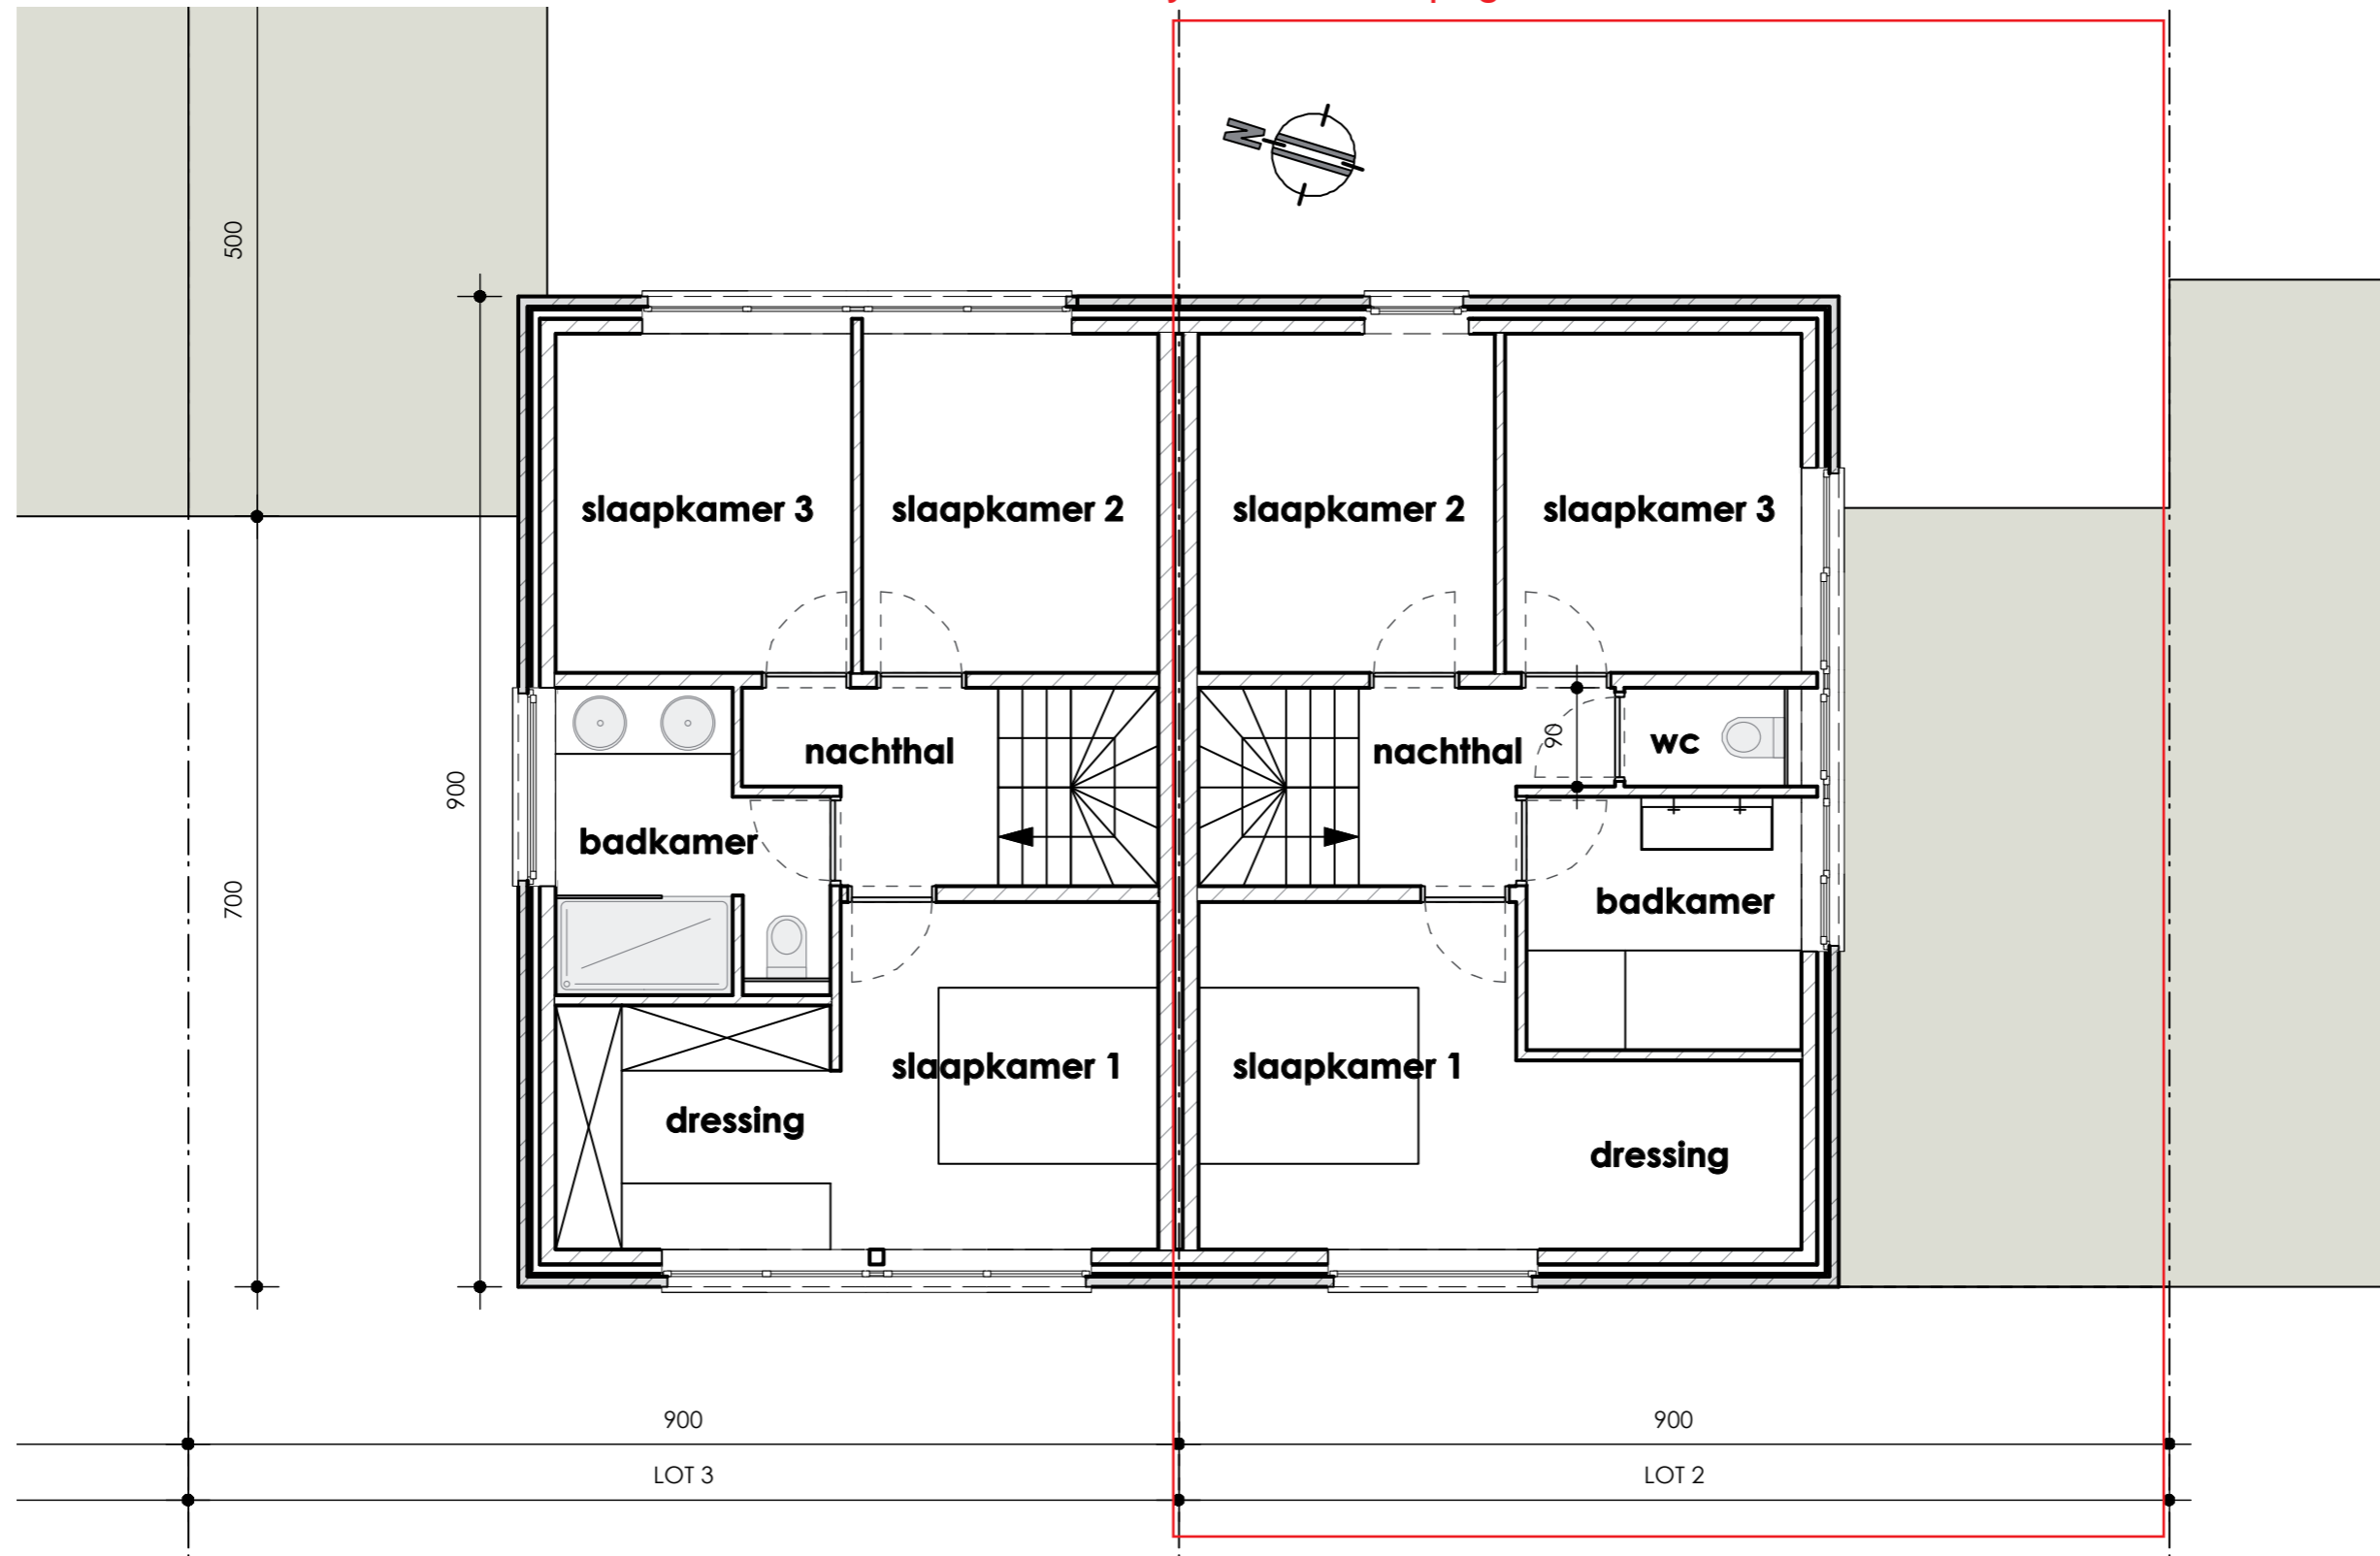 N
500
slaapkamer 3
slaapkamer 2
slaapkamer 2
slaapkamer 3
nachthal
nachthal
90
wc
900
badkamer
700
badkamer
slaapkamer 1
slaapkamer 1
dressing
dressing
900
900
LOT 3
LOT 2